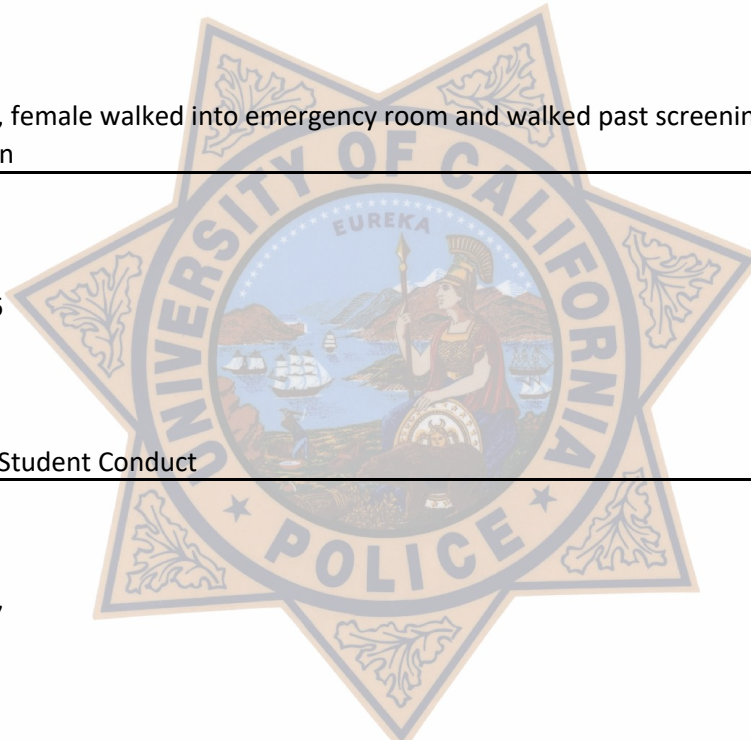 , female walked into emergency room and walked past screenin
n
UNIVERSITY OF CALIFORNIA
EUREKA
Student Conduct
POLICE